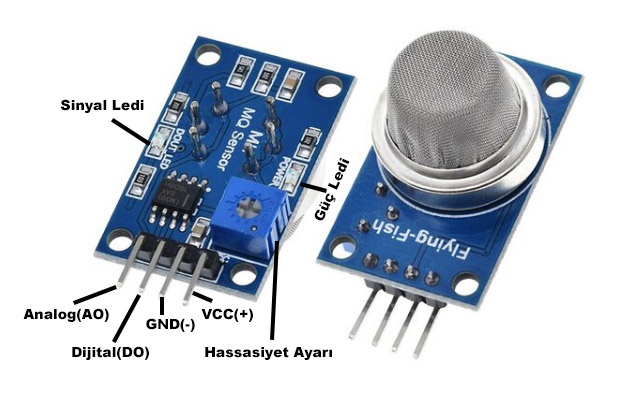 Sinyal Ledi
DOUT LED
MQ Sensor
POWER
Güç Ledi
Flying-Fish
Analog(AO)
GND(-)
VCC(+)
Dijital(DO)
Hassasiyet Ayarı